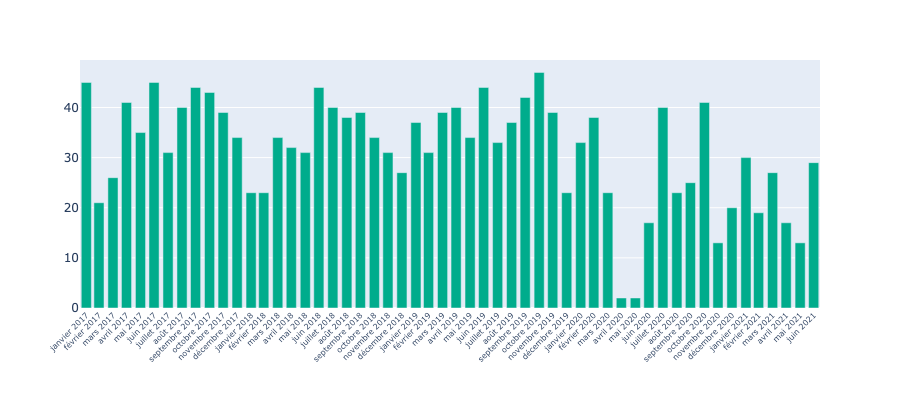 40
30
20
10
0
janvier 2017
février 2017
mars 2017
avril 2017
mai 2017
juin 2017
juillet 2017
août 2017
septembre 2017
octobre 2017
novembre 2017
décembre 2017
janvier 2018
février 2018
mars 2018
avril 2018
mai 2018
juin 2018
juillet 2018
août 2018
septembre 2018
octobre 2018
novembre 2018
décembre 2018
janvier 2019
février 2019
mars 2019
avril 2019
mai 2019
juin 2019
juillet 2019
août 2019
septembre 2019
octobre 2019
novembre 2019
décembre 2019
janvier 2020
février 2020
mars 2020
avril 2020
mai 2020
juin 2020
juillet 2020
août 2020
septembre 2020
octobre 2020
novembre 2020
décembre 2020
janvier 2021
février 2021
mars 2021
avril 2021
mai 2021
juin 2021